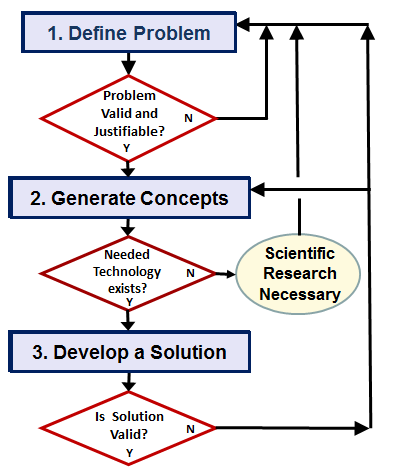 1. Define Problem
Problem
Valid and
Justifiable?
N
Y
2. Generate Concepts
Needed
Technology
exists?
N
Y
Scientific
Research
Necessary
3. Develop a Solution
Is Solution
Valid?
N
Y